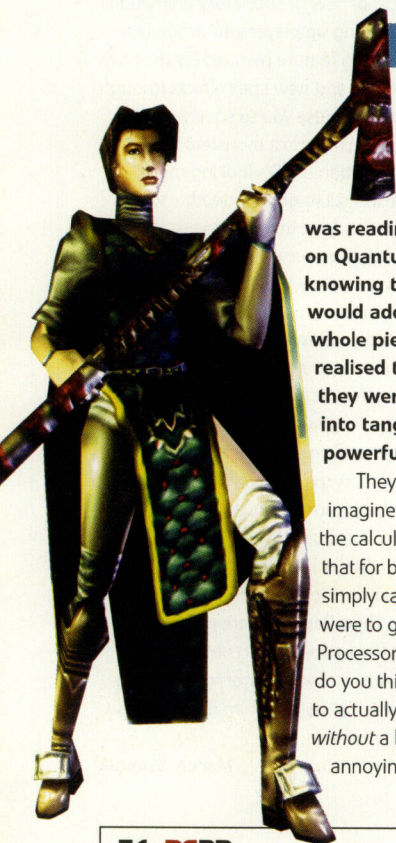 was readin
on Quantu
knowing t
would add
whole pie
realised t
they wer
into tang
powerfu
They
imagine
the calcul
that for b
simply ca
were to g
Processor
do you thi
to actually
without a
annoyin